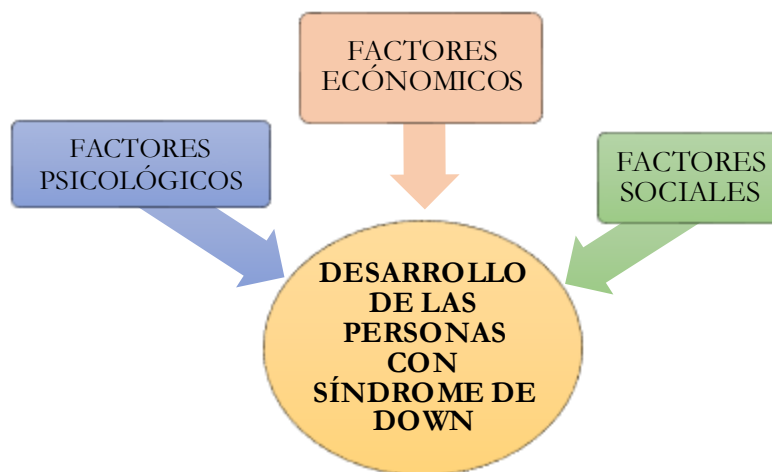 FACTORES
ECÓNOMICOS
FACTORES
PSICOLÓGICOS
FACTORES
SOCIALES
DESARROLLO
DE LAS
PERSONAS
CON
SÍNDROME DE
DOWN